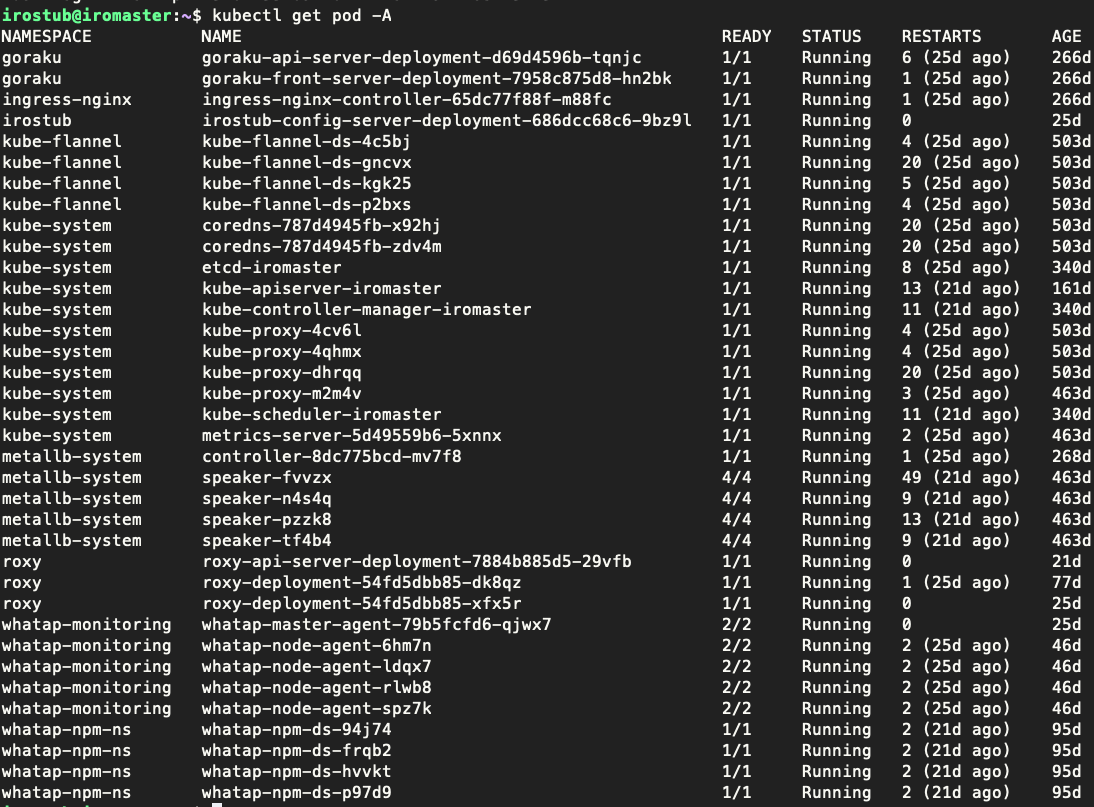 irostub@iromaster:~$ kubectl get pod -A
NAMESPACE NAME READY STATUS RESTARTS AGE
goraku goraku-api-server-deployment-d69d4596b-tqnjc 1/1 Running 6 (25d ago) 266d
goraku goraku-front-server-deployment-7958c875d8-hn2bk 1/1 Running 1 (25d ago) 266d
ingress-nginx ingress-nginx-controller-65dc77f88f-m88fc 1/1 Running 1 (25d ago) 266d
irostub irostub-config-server-deployment-686dcc68c6-9bz9l 1/1 Running 0 25d
kube-flannel kube-flannel-ds-4c5bj 1/1 Running 4 (25d ago) 503d
kube-flannel kube-flannel-ds-gncvx 1/1 Running 20 (25d ago) 503d
kube-flannel kube-flannel-ds-kgk25 1/1 Running 5 (25d ago) 503d
kube-flannel kube-flannel-ds-p2bxs 1/1 Running 4 (25d ago) 503d
kube-system coredns-787d4945fb-x92hj 1/1 Running 20 (25d ago) 503d
kube-system coredns-787d4945fb-zdv4m 1/1 Running 20 (25d ago) 503d
kube-system etcd-iromaster 1/1 Running 8 (25d ago) 340d
kube-system kube-apiserver-iromaster 1/1 Running 13 (21d ago) 161d
kube-system kube-controller-manager-iromaster 1/1 Running 11 (21d ago) 340d
kube-system kube-proxy-4cv6l 1/1 Running 4 (25d ago) 503d
kube-system kube-proxy-4qhmx 1/1 Running 4 (25d ago) 503d
kube-system kube-proxy-dhrqq 1/1 Running 20 (25d ago) 503d
kube-system kube-proxy-m2m4v 1/1 Running 3 (25d ago) 463d
kube-system kube-scheduler-iromaster 1/1 Running 11 (21d ago) 340d
kube-system metrics-server-5d49559b6-5xnnx 1/1 Running 2 (25d ago) 463d
metallb-system controller-8dc775bcd-mv7f8 1/1 Running 1 (25d ago) 268d
metallb-system speaker-fvvzx 4/4 Running 49 (21d ago) 463d
metallb-system speaker-n4s4q 4/4 Running 9 (21d ago) 463d
metallb-system speaker-pzzk8 4/4 Running 13 (21d ago) 463d
metallb-system speaker-tf4b4 4/4 Running 9 (21d ago) 463d
roxy roxy-api-server-deployment-7884b885d5-29vfb 1/1 Running 0 21d
roxy roxy-deployment-54fd5dbb85-dk8qz 1/1 Running 1 (25d ago) 77d
roxy roxy-deployment-54fd5dbb85-xfx5r 1/1 Running 0 25d
whatap-monitoring whatap-master-agent-79b5fcfd6-qjwx7 2/2 Running 0 25d
whatap-monitoring whatap-node-agent-6hm7n 2/2 Running 2 (25d ago) 46d
whatap-monitoring whatap-node-agent-ldqx7 2/2 Running 2 (25d ago) 46d
whatap-monitoring whatap-node-agent-rlwb8 2/2 Running 2 (25d ago) 46d
whatap-monitoring whatap-node-agent-spz7k 2/2 Running 2 (25d ago) 46d
whatap-npm-ns whatap-npm-ds-94j74 1/1 Running 2 (21d ago) 95d
whatap-npm-ns whatap-npm-ds-frqb2 1/1 Running 2 (21d ago) 95d
whatap-npm-ns whatap-npm-ds-hvvkt 1/1 Running 2 (21d ago) 95d
whatap-npm-ns whatap-npm-ds-p97d9 1/1 Running 2 (21d ago) 95d